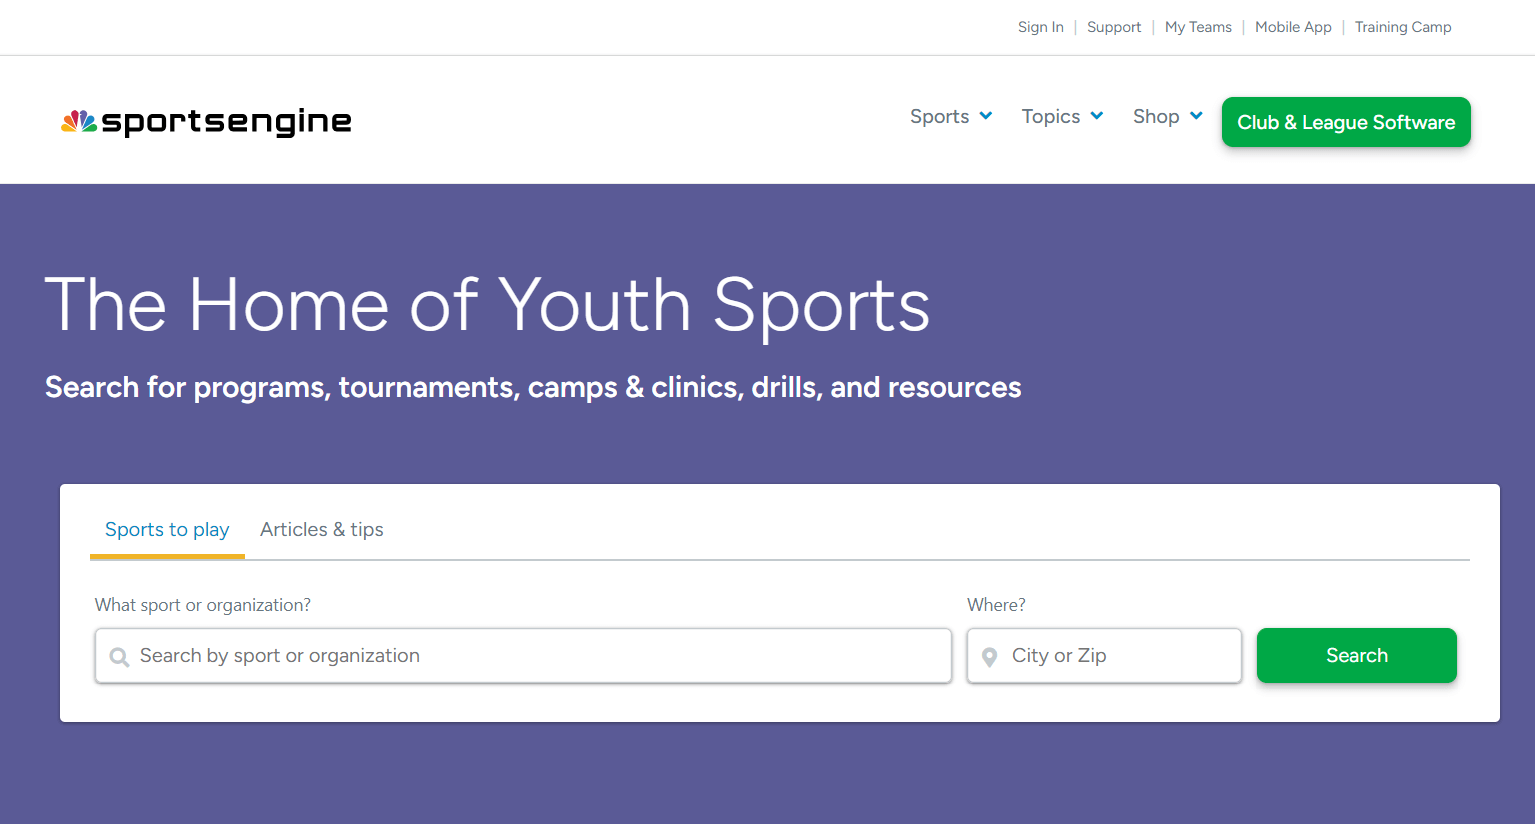 Sign In | Support | My Teams | Mobile App | Training Camp
sportsengine
Sports Topics Shop Club & League Software
The Home of Youth Sports
Search for programs, tournaments, camps & clinics, drills, and resources
Sports to play Articles & tips
What sport or organization? Where?
Search by sport or organization City or Zip Search